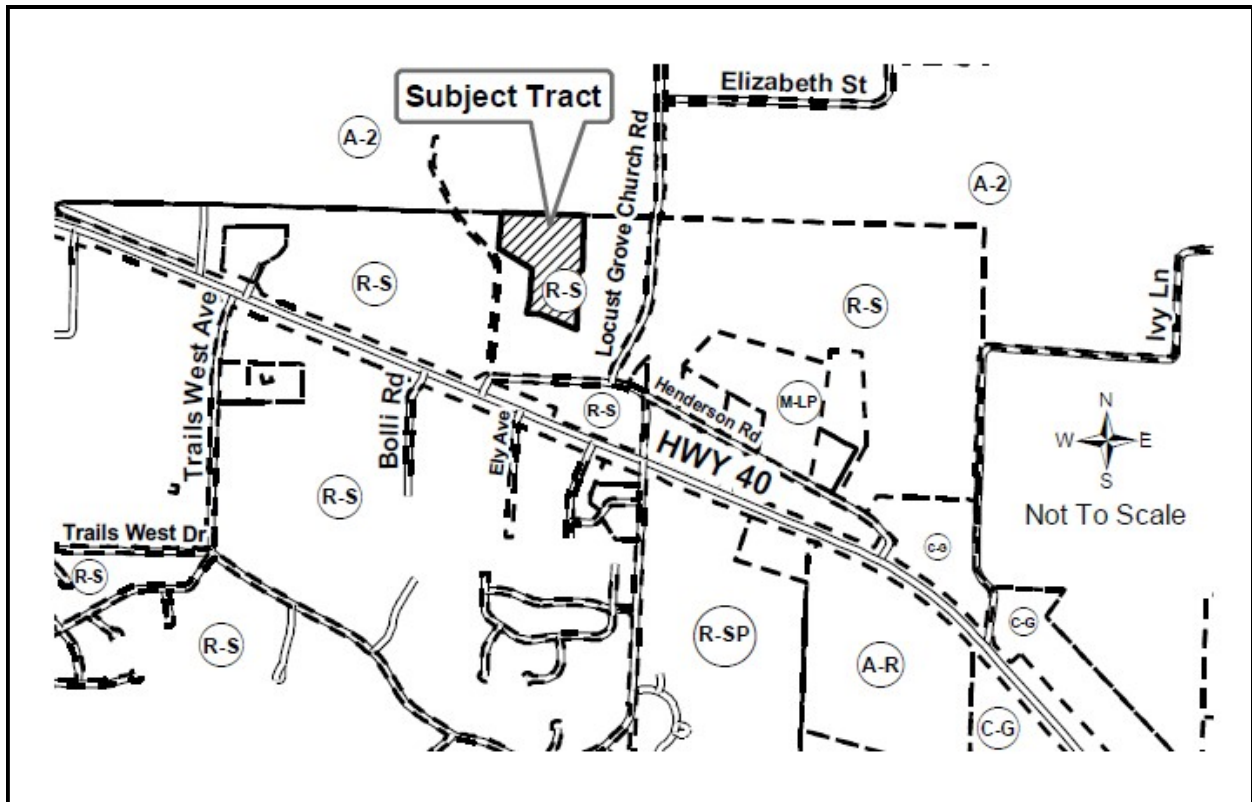 Elizabeth St
Subject Tract
Locust Grove Church Rd
A-2
A-2
R-S
R-S
R-S
Ivy Ln
Trails West Ave
Bolli Rd
Ely Ave
R-S
Henderson Rd
M-LP
HWY 40
N
W E
S
Not To Scale
R-S
Trails West Dr
R-S
R-S
C-G
C-G
R-SP
A-R
C-G